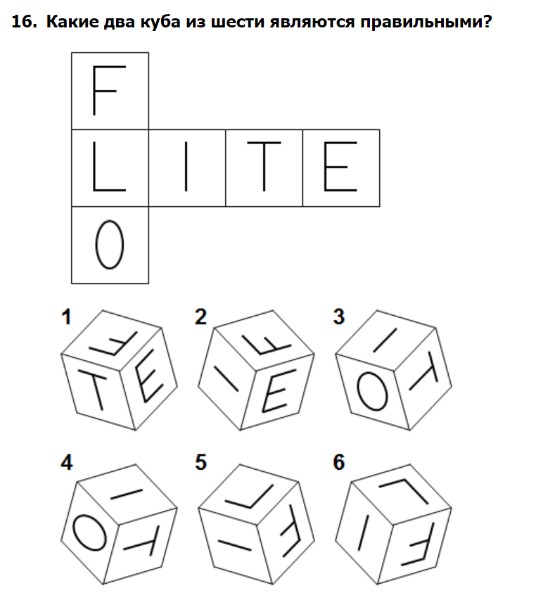 16. Какие два куба из шести являются правильными?
F
L I T E
O
1 2 3
F T E I F E I O T
4 5 6
I O T L I F L I F